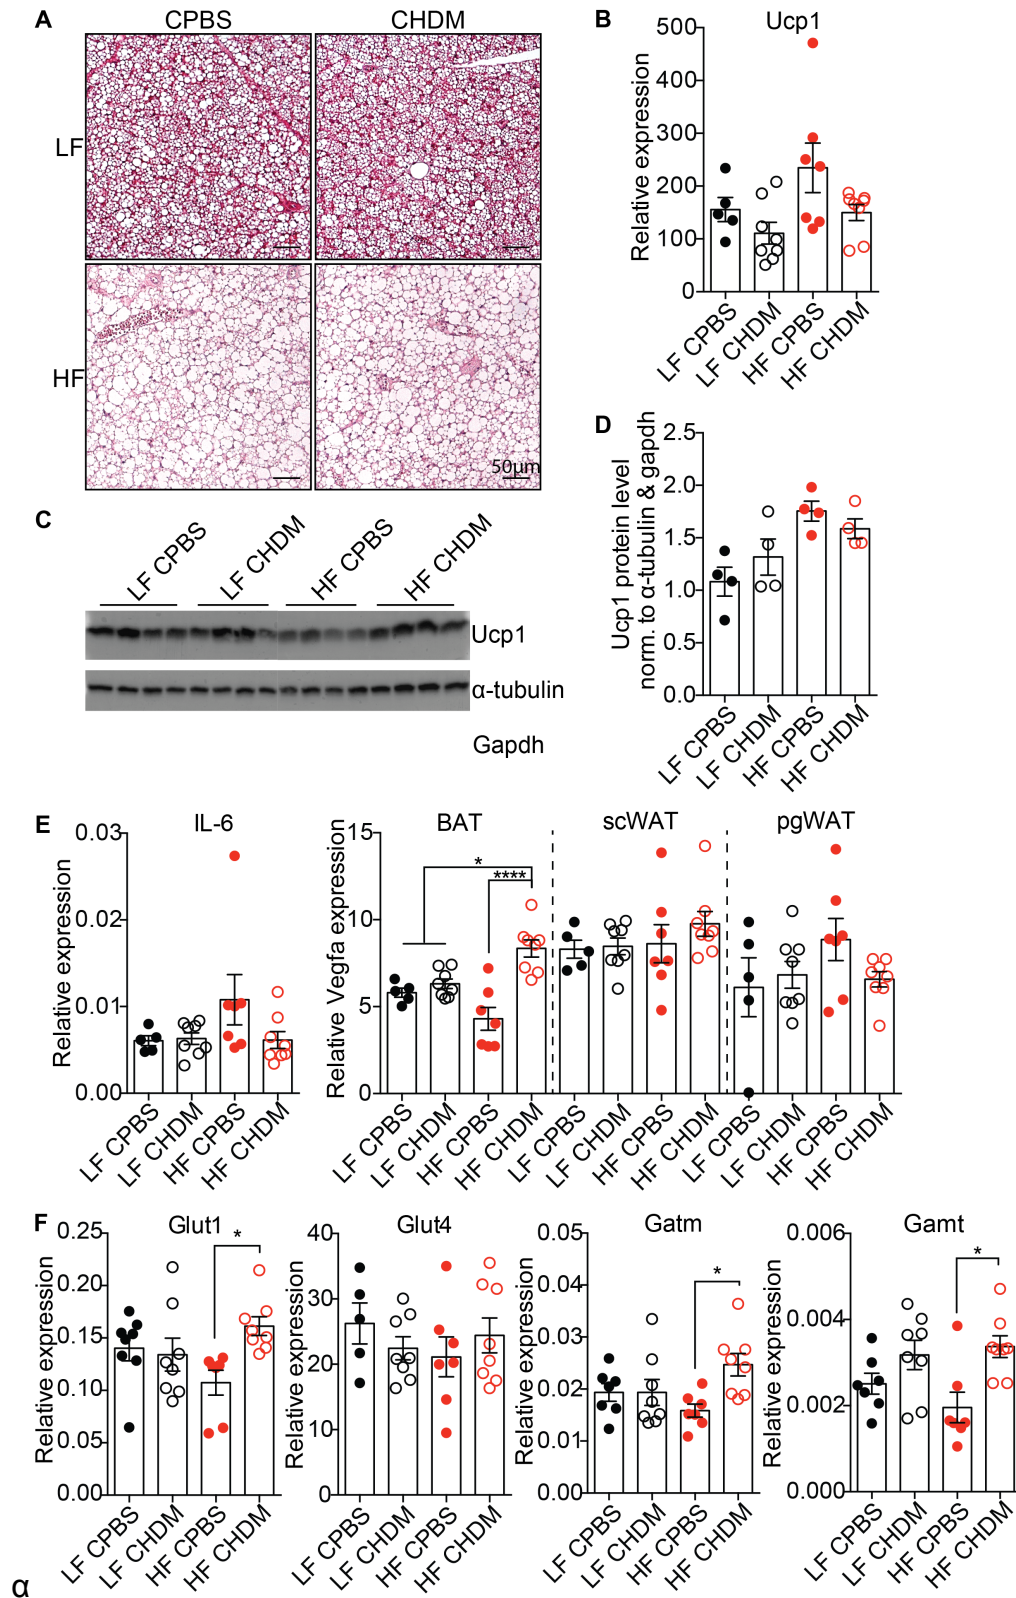 A
CPBS
CHDM
LF
HF
50µm
B
Ucp1
Relative expression
500
400
300
200
100
0
LF CPBS
LF CHDM
HF CPBS
HF CHDM
C
LF CPBS
LF CHDM
HF CPBS
HF CHDM
Ucp1
α-tubulin
Gapdh
D
Ucp1 protein level
norm. to α-tubulin & gapdh
2.5
2.0
1.5
1.0
0.5
0.0
LF CPBS
LF CHDM
HF CPBS
HF CHDM
E
IL-6
Relative expression
0.03
0.02
0.01
0.00
LF CPBS
LF CHDM
HF CPBS
HF CHDM
BAT
scWAT
pgWAT
Relative Vegfa expression
15
10
5
0
*
****
LF CPBS
LF CHDM
HF CPBS
HF CHDM
LF CPBS
LF CHDM
HF CPBS
HF CHDM
LF CPBS
LF CHDM
HF CPBS
HF CHDM
F
Glut1
Relative expression
0.25
0.20
0.15
0.10
0.05
0.00
*
LF CPBS
LF CHDM
HF CPBS
HF CHDM
Glut4
Relative expression
40
30
20
10
0
LF CPBS
LF CHDM
HF CPBS
HF CHDM
Gatm
Relative expression
0.05
0.04
0.03
0.02
0.01
0.00
*
LF CPBS
LF CHDM
HF CPBS
HF CHDM
Gamt
Relative expression
0.006
0.004
0.002
0.000
*
LF CPBS
LF CHDM
HF CPBS
HF CHDM
α